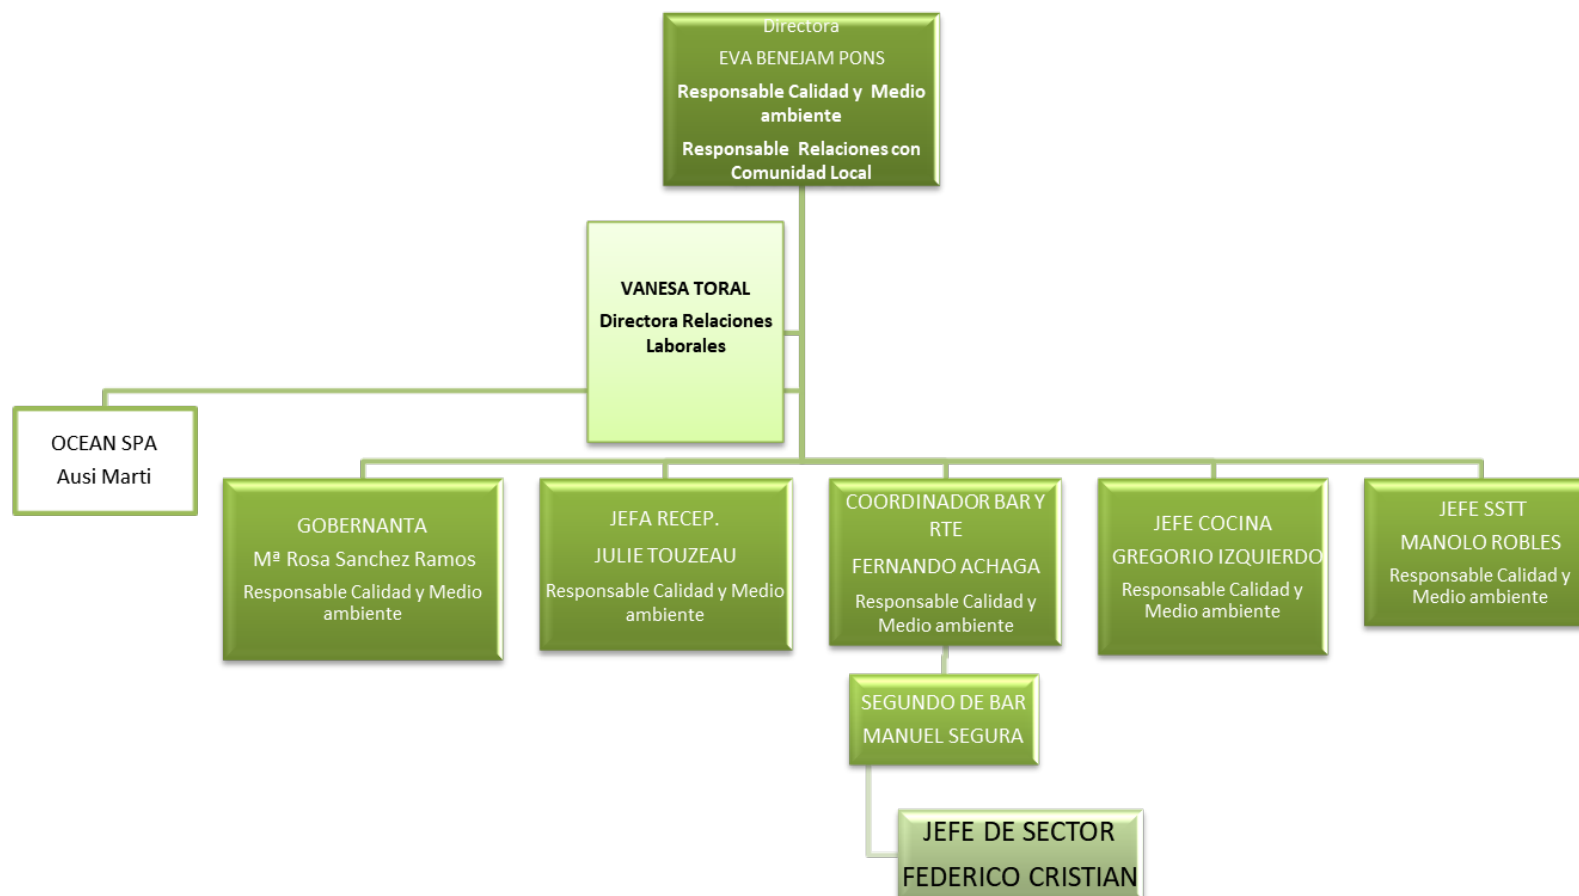 Directora
EVA BENEJAM PONS
Responsable Calidad y Medio
ambiente
Responsable Relaciones con
Comunidad Local
VANESA TORAL
Directora Relaciones
Laborales
OCEAN SPA
Ausi Marti
GOBERNANTA
Mª Rosa Sanchez Ramos
Responsable Calidad y Medio
ambiente
JEFA RECEP.
JULIE TOUZEAU
Responsable Calidad y Medio
ambiente
COORDINADOR BAR Y
RTE
FERNANDO ACHAGA
Responsable Calidad y
Medio ambiente
JEFE COCINA
GREGORIO IZQUIERDO
Responsable Calidad y
Medio ambiente
JEFE SSTT
MANOLO ROBLES
Responsable Calidad y
Medio ambiente
SEGUNDO DE BAR
MANUEL SEGURA
JEFE DE SECTOR
FEDERICO CRISTIAN